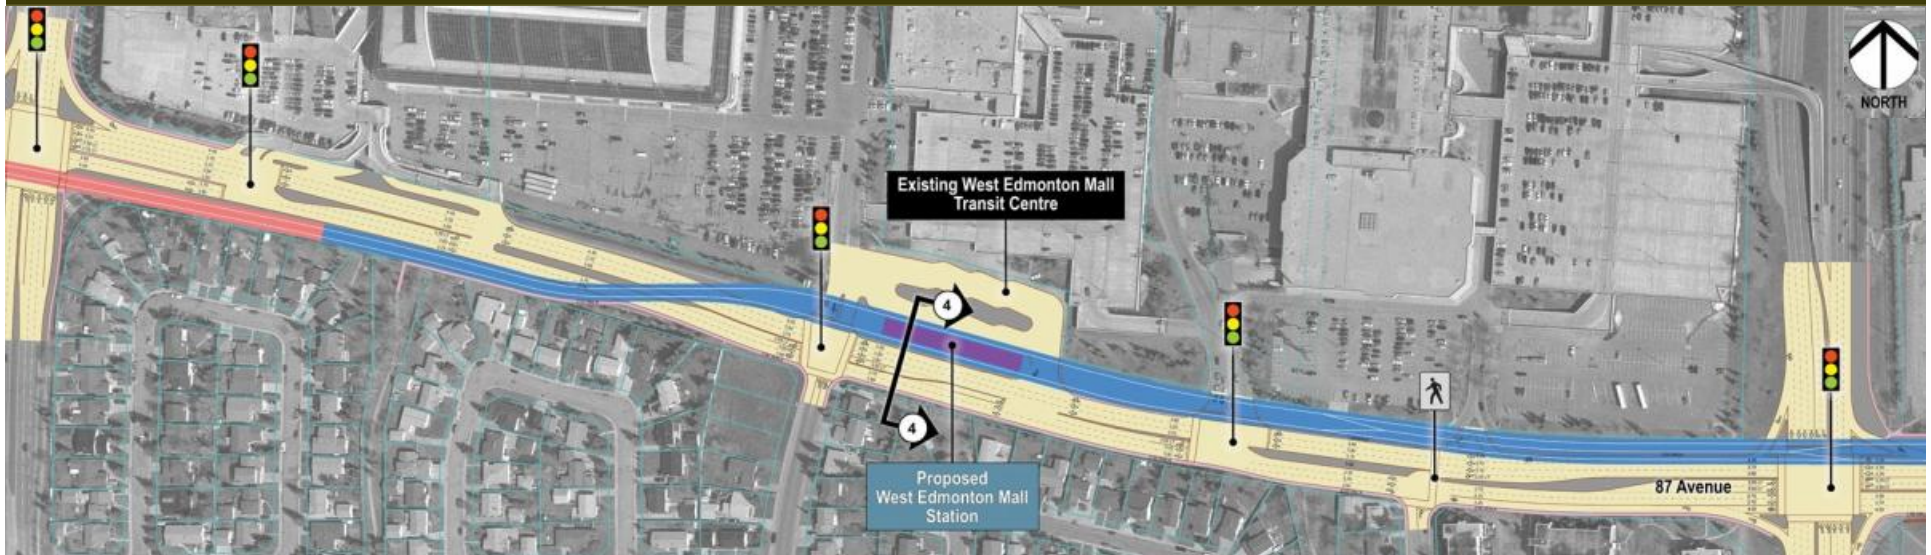 NORTH
Existing West Edmonton Mall
Transit Centre
4
4
Proposed
West Edmonton Mall
Station
87 Avenue